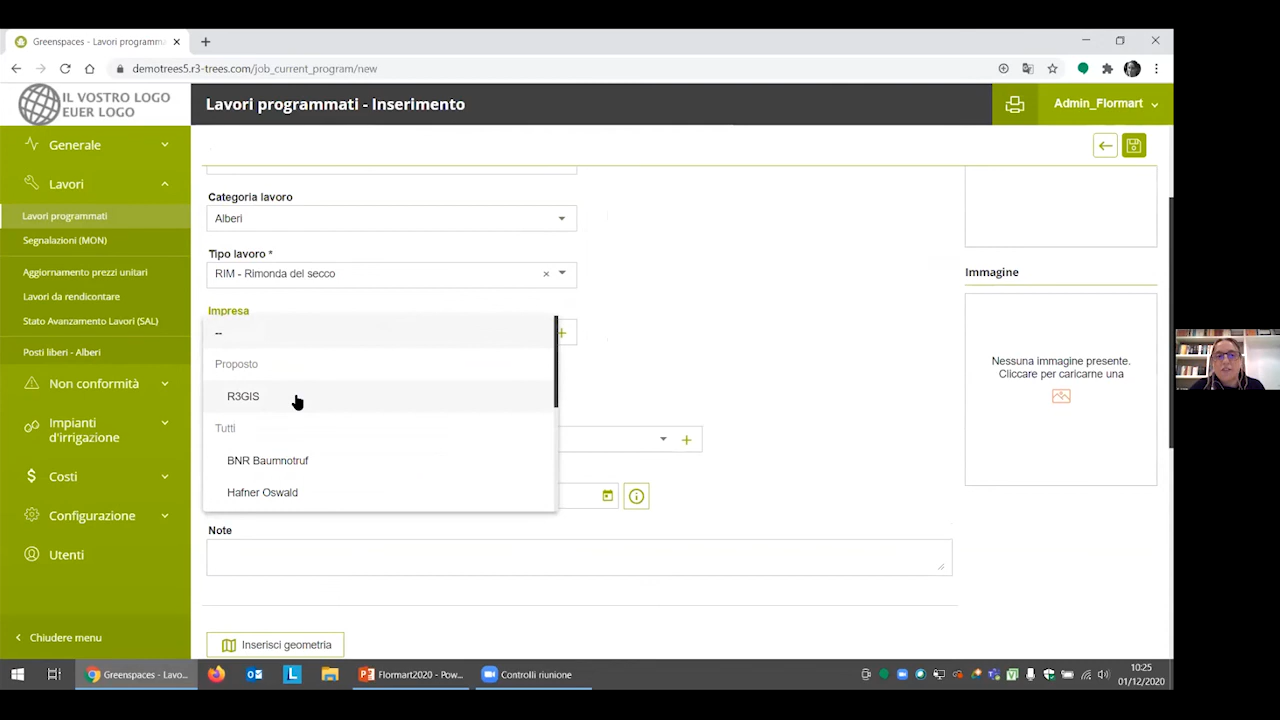 Greenspaces - Lavori programma
demotrees5.r3-trees.com/job_current_program/new
IL VOSTRO LOGO
EUER LOGO
Lavori programmati - Inserimento
Admin_Flormart
Generale
Lavori
Lavori programmati
Segnalazioni (MON)
Aggiornamento prezzi unitari
Lavori da rendicontare
Stato Avanzamento Lavori (SAL)
Posti liberi - Alberi
Non conformità
Impianti
d'irrigazione
Costi
Configurazione
Utenti
Chiudere menu
Categoria lavoro
Alberi
Tipo lavoro *
RIM - Rimonda del secco
Impresa
--
Proposto
R3GIS
Tutti
BNR Baumnotruf
Hafner Oswald
Note
Inserisci geometria
Immagine
Nessuna immagine presente.
Cliccare per caricarne una
Greenspaces - Lavo...
L
Flormart2020 - Pow...
Controlli riunione
10:25
01/12/2020